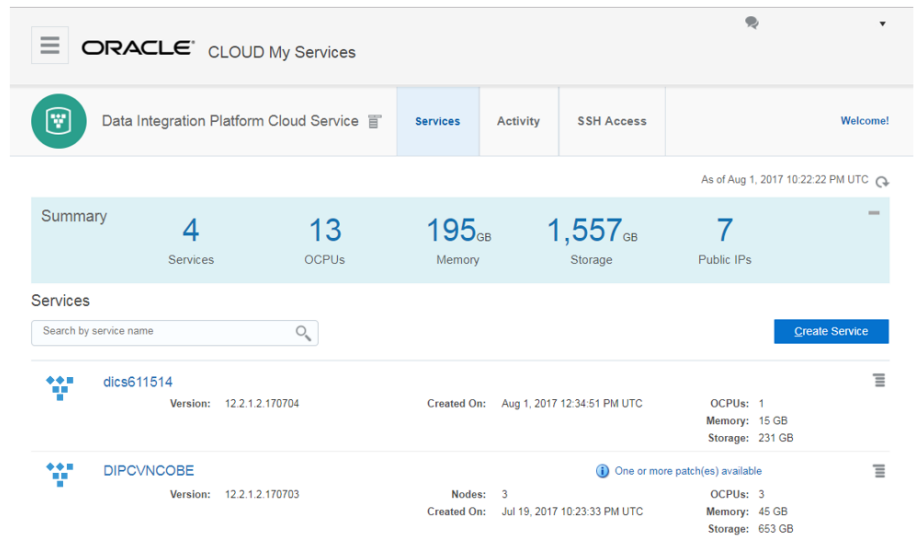 ORACLE® CLOUD My Services
Data Integration Platform Cloud Service Services Activity SSH Access Welcome!
As of Aug 1, 2017 10:22:22 PM UTC
Summary
4 13 195 GB 1,557 GB 7
Services OCPUs Memory Storage Public IPs
Services
Search by service name Create Service
dics611514
Version: 12.2.1.2.170704 Created On: Aug 1, 2017 12:34:51 PM UTC OCPUs: 1
Memory: 15 GB
Storage: 231 GB
DIPCVNCOBE One or more patch(es) available
Version: 12.2.1.2.170703 Nodes: 3 OCPUs: 3
Created On: Jul 19, 2017 10:23:33 PM UTC Memory: 45 GB
Storage: 653 GB